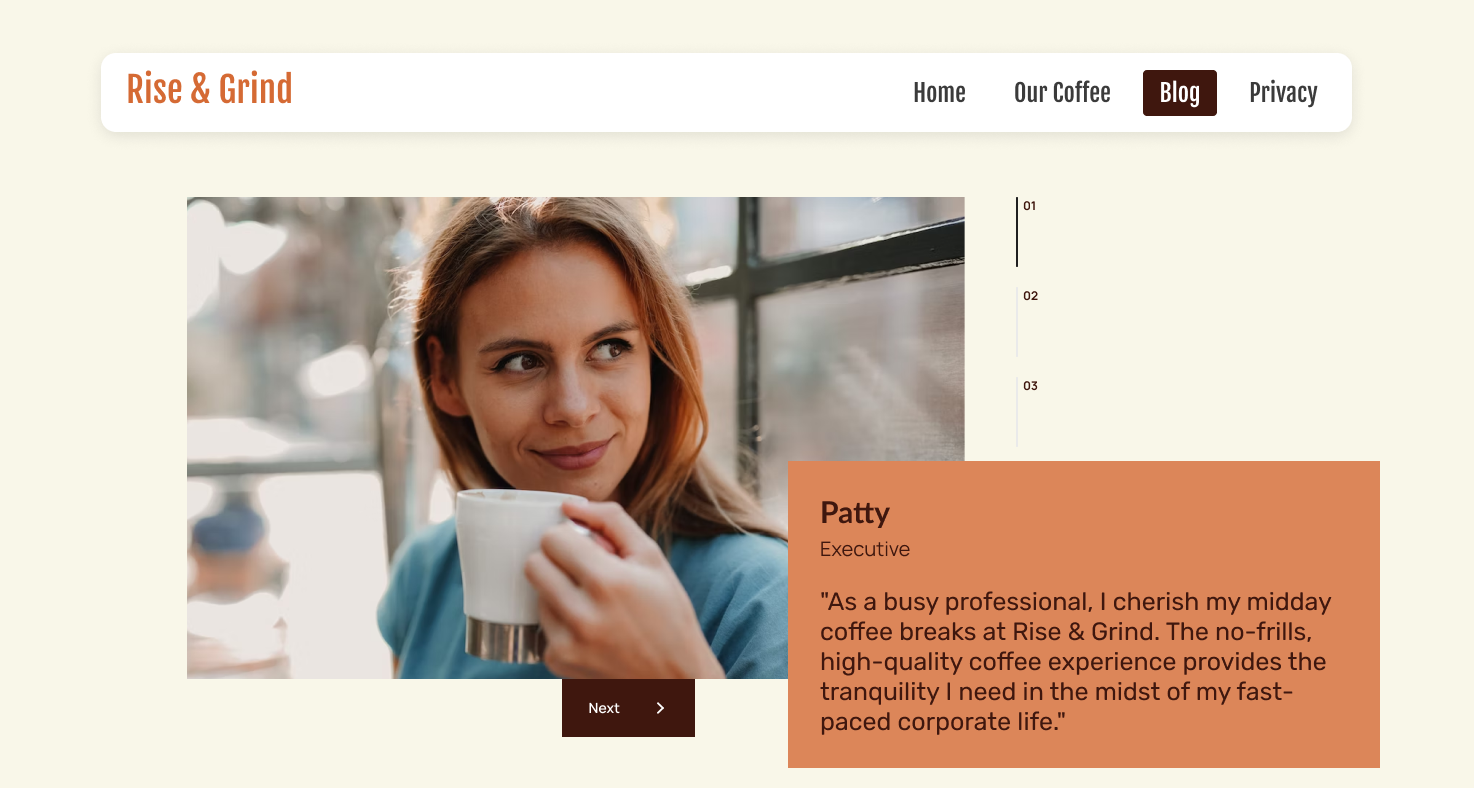 Rise & Grind
Home
Our Coffee
Blog
Privacy
01
02
03
Patty
Executive
"As a busy professional, I cherish my midday
coffee breaks at Rise & Grind. The no-frills,
high-quality coffee experience provides the
tranquility I need in the midst of my fast-
paced corporate life."
Next